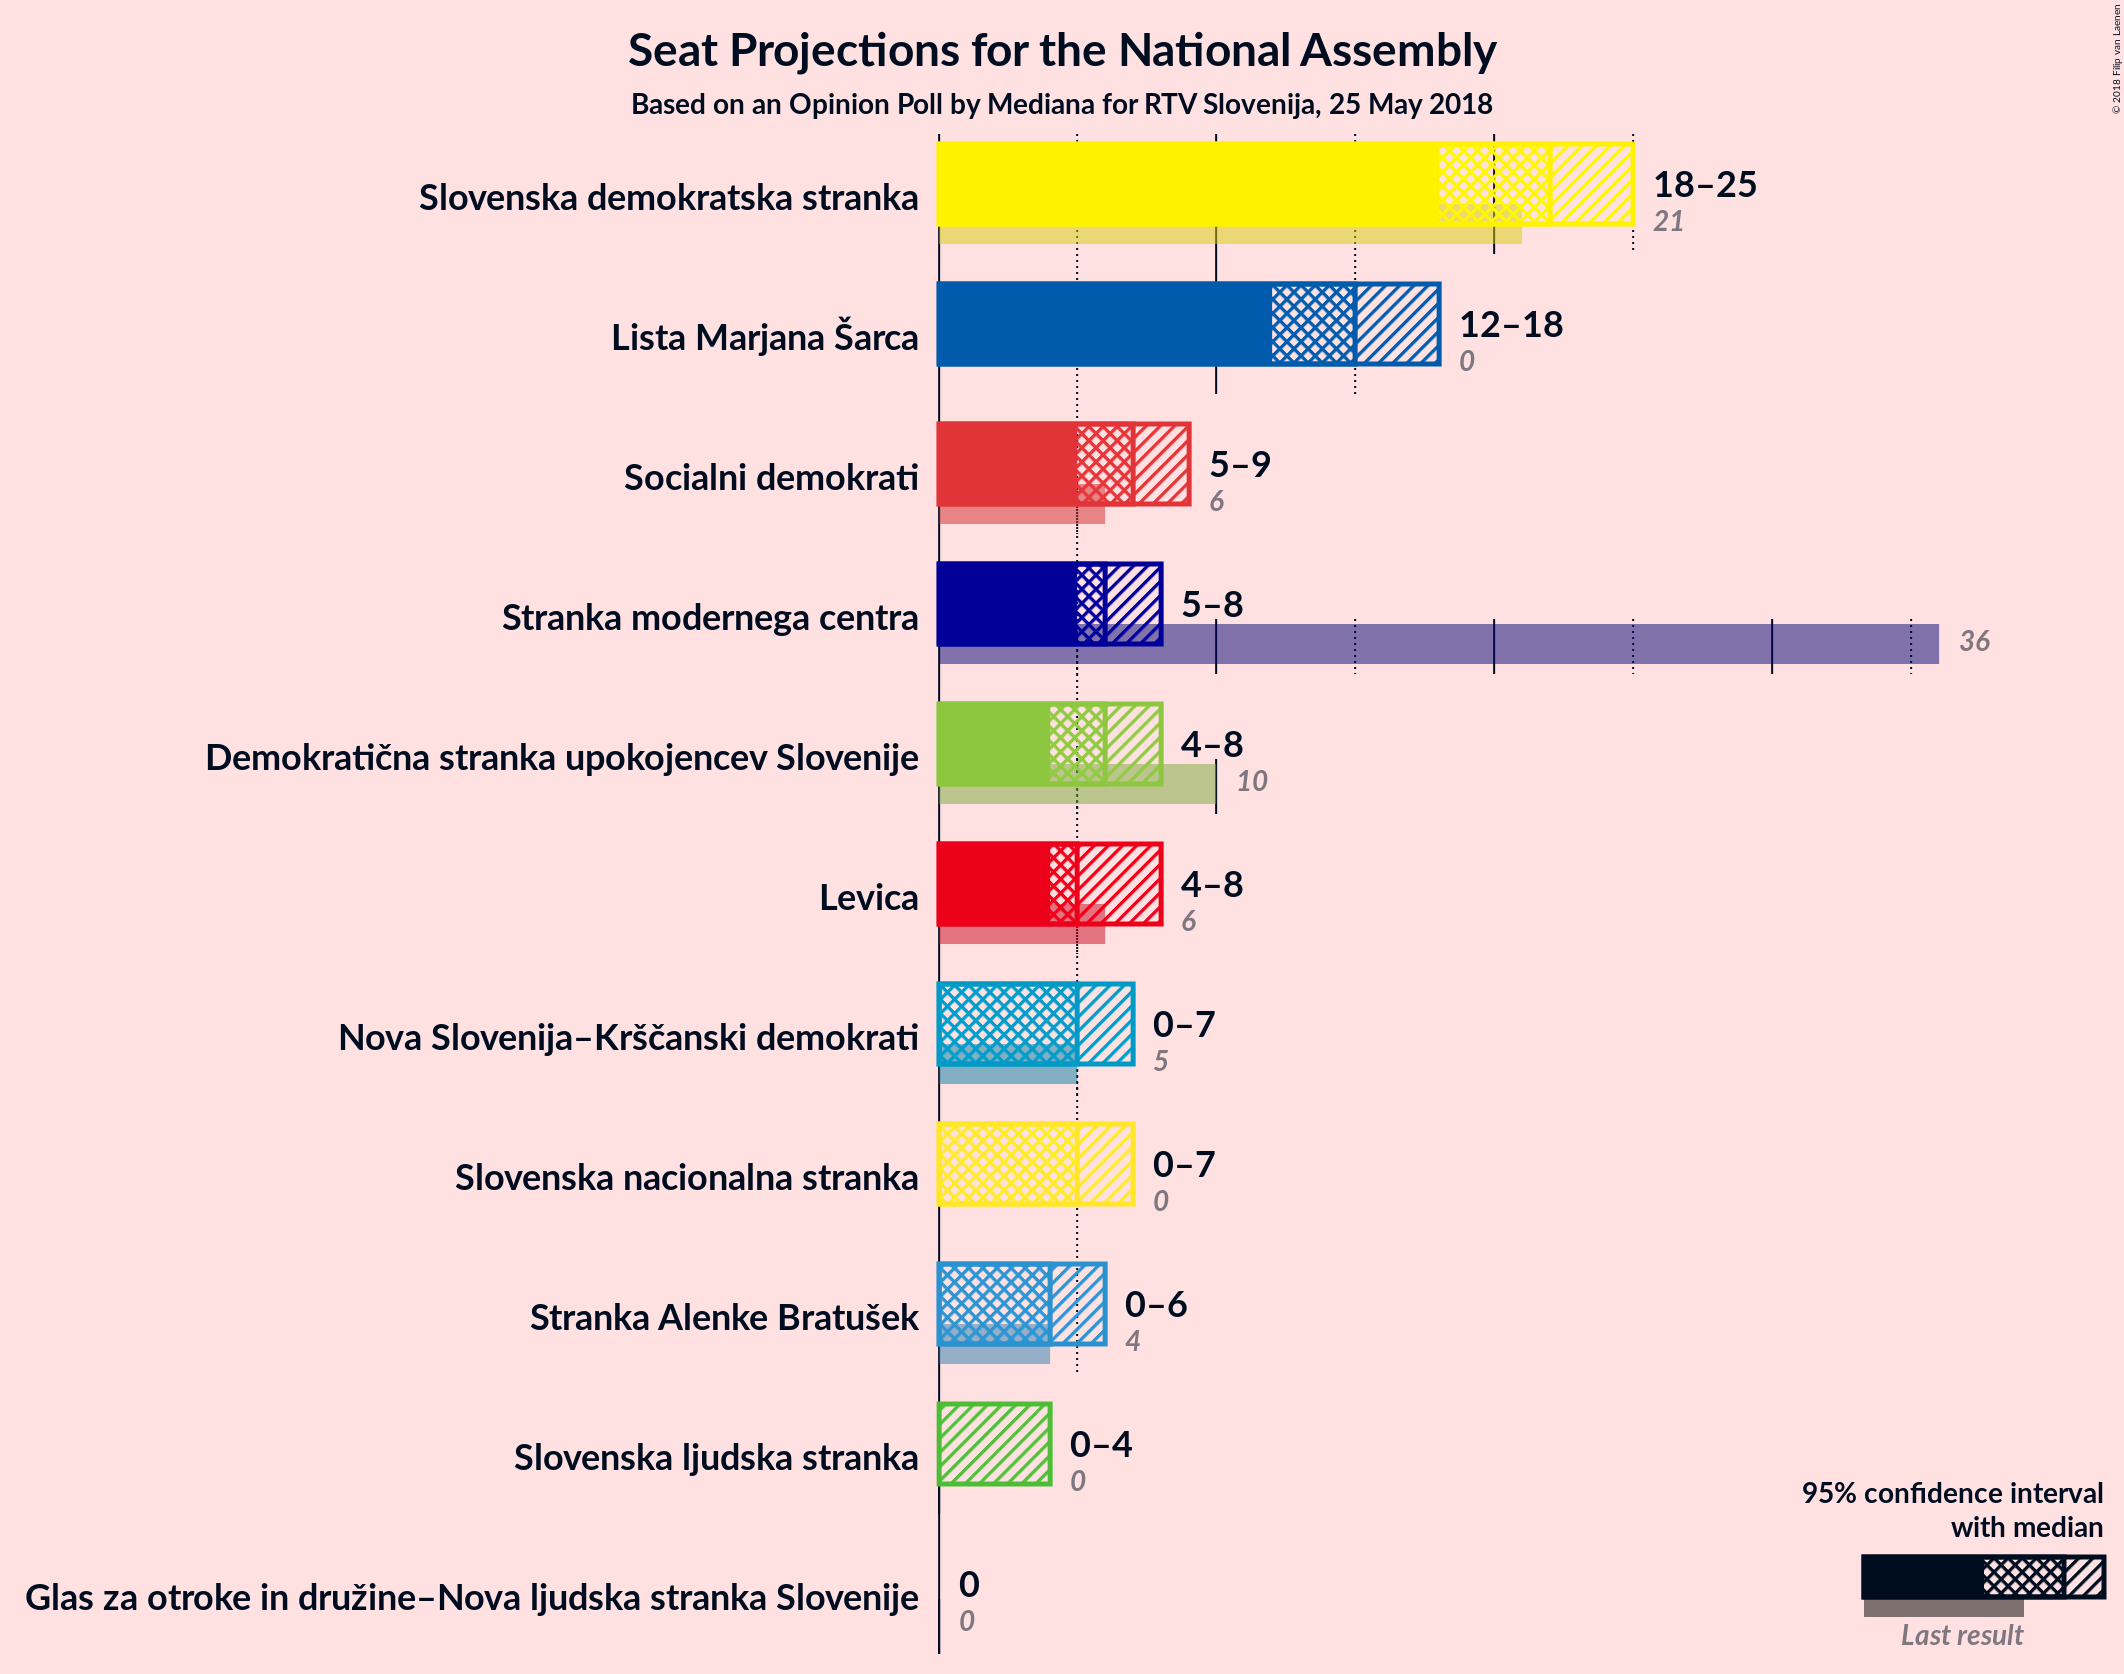 Seat Projections for the National Assembly
Based on an Opinion Poll by Mediana for RTV Slovenija, 25 May 2018
© 2018 Filip van Laenen
Slovenska demokratska stranka
18–25
21
Lista Marjana Šarca
12–18
0
Socialni demokrati
5–9
6
Stranka modernega centra
5–8
36
Demokratična stranka upokojencev Slovenije
4–8
10
Levica
4–8
6
Nova Slovenija–Krščanski demokrati
0–7
5
Slovenska nacionalna stranka
0–7
0
Stranka Alenke Bratušek
0–6
4
Slovenska ljudska stranka
0–4
0
Glas za otroke in družine–Nova ljudska stranka Slovenije
0
0
95% confidence interval
with median
Last result